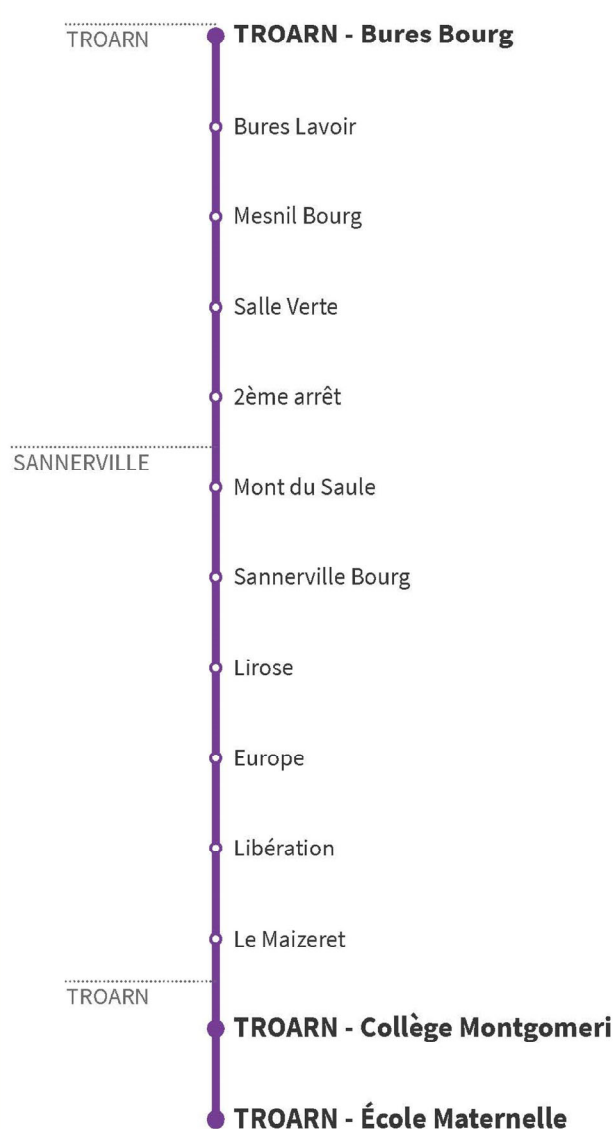 TROARN
TROARN - Bures Bourg
Bures Lavoir
Mesnil Bourg
Salle Verte
2ème arrêt
SANNERVILLE
Mont du Saule
Sannerville Bourg
Lirose
Europe
Libération
Le Maizeret
TROARN
TROARN - Collège Montgomeri
TROARN - École Maternelle